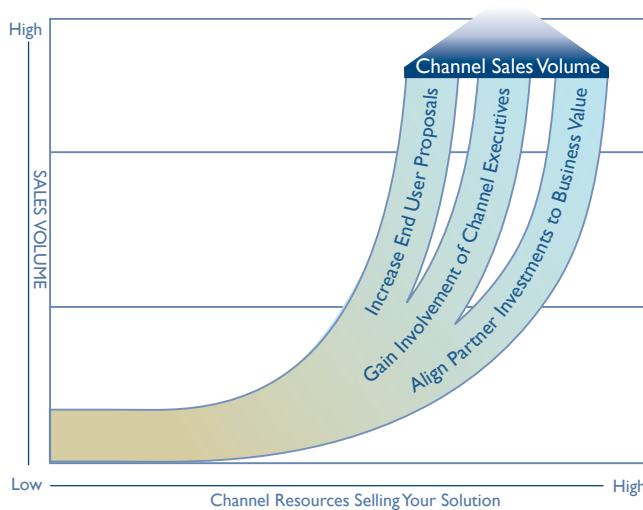 High
Channel Sales Volume
Increase End User Proposals
Gain Involvement of Channel Executives
Align Partner Investments to Business Value
SALES VOLUME
Low
High
Channel Resources Selling Your Solution